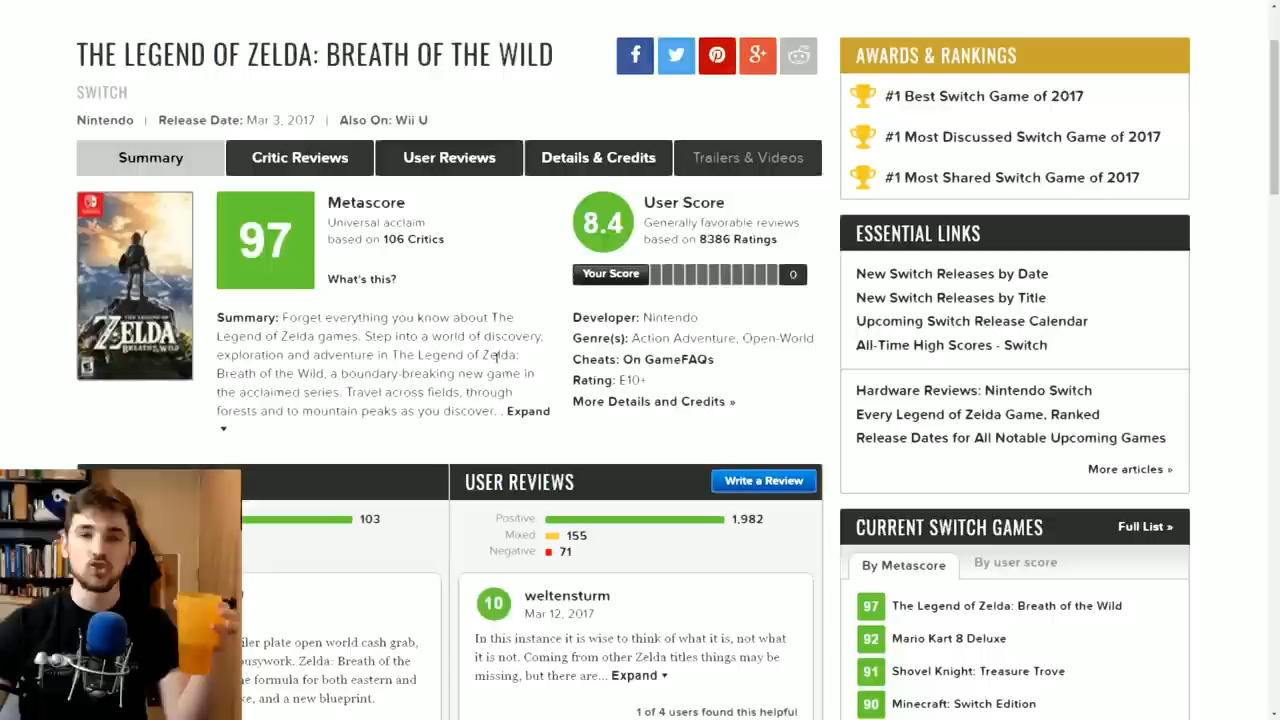 THE LEGEND OF ZELDA: BREATH OF THE WILD
SWITCH
Nintendo | Release Date: Mar 3, 2017 | Also On: Wii U
Summary
Critic Reviews
User Reviews
Details & Credits
Trailers & Videos
THE LEGEND OF
ZELDA
BREATH OF THE WILD
97
Metascore
Universal acclaim
based on 106 Critics
What's this?
8.4
User Score
Generally favorable reviews
based on 8386 Ratings
Your Score
0
Summary: Forget everything you know about The
Legend of Zelda games. Step into a world of discovery,
exploration and adventure in The Legend of Zelda:
Breath of the Wild, a boundary-breaking new game in
the acclaimed series. Travel across fields, through
forests and to mountain peaks as you discover... Expand
Developer: Nintendo
Genre(s): Action Adventure, Open-World
Cheats: On GameFAQs
Rating: E10+
More Details and Credits »
103
iler plate open world cash grab,
usywork. Zelda: Breath of the
e formula for both eastern and
ke, and a new blueprint.
USER REVIEWS
Write a Review
Positive 1,982
Mixed 155
Negative 71
10
weltensturm
Mar 12, 2017
In this instance it is wise to think of what it is, not what
it is not. Coming from other Zelda titles things may be
missing, but there are... Expand
1 of 4 users found this helpful
AWARDS & RANKINGS
#1 Best Switch Game of 2017
#1 Most Discussed Switch Game of 2017
#1 Most Shared Switch Game of 2017
ESSENTIAL LINKS
New Switch Releases by Date
New Switch Releases by Title
Upcoming Switch Release Calendar
All-Time High Scores - Switch
Hardware Reviews: Nintendo Switch
Every Legend of Zelda Game, Ranked
Release Dates for All Notable Upcoming Games
More articles »
CURRENT SWITCH GAMES
Full List »
By Metascore
By user score
97 The Legend of Zelda: Breath of the Wild
92 Mario Kart 8 Deluxe
91 Shovel Knight: Treasure Trove
90 Minecraft: Switch Edition